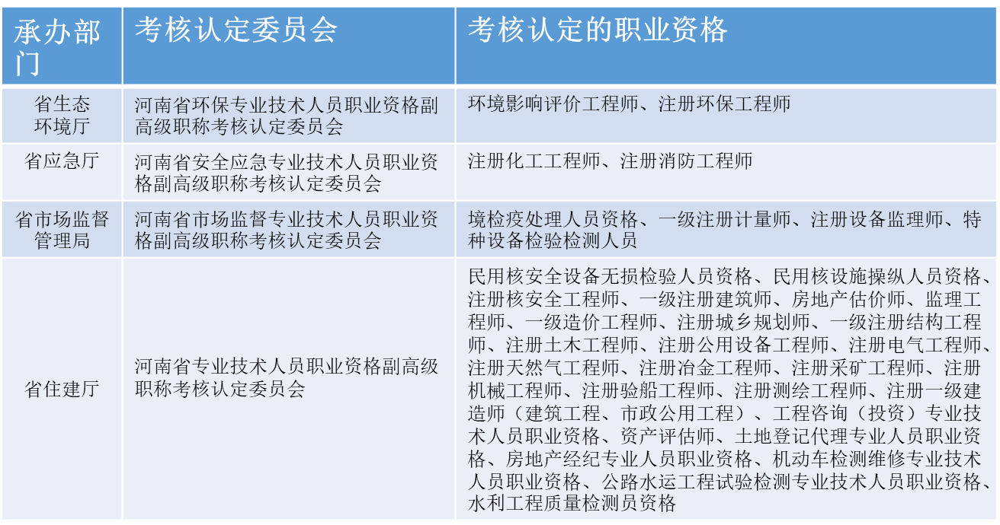 承办部
门
考核认定委员会
考核认定的职业资格
省生态
环境厅
河南省环保专业技术人员职业资格副
高级职称考核认定委员会
环境影响评价工程师、注册环保工程师
省应急厅
河南省安全应急专业技术人员职业资
格副高级职称考核认定委员会
注册化工工程师、注册消防工程师
省市场监督
管理局
河南省市场监督专业技术人员职业资
格副高级职称考核认定委员会
境检疫处理人员资格、一级注册计量师、注册设备监理师、特
种设备检验检测人员
省住建厅
河南省专业技术人员职业资格副高级
职称考核认定委员会
民用核安全设备无损检验人员资格、民用核设施操纵人员资格、
注册核安全工程师、一级注册建筑师、房地产估价师、监理工
程师、一级造价工程师、注册城乡规划师、一级注册结构工程
师、注册土木工程师、注册公用设备工程师、注册电气工程师、
注册天然气工程师、注册冶金工程师、注册采矿工程师、注册
机械工程师、注册验船工程师、注册测绘工程师、注册一级建
造师（建筑工程、市政公用工程）、工程咨询（投资）专业技
术人员职业资格、资产评估师、土地登记代理专业人员职业资
格、房地产经纪专业人员职业资格、机动车检测维修专业技术
人员职业资格、公路水运工程试验检测专业技术人员职业资格、
水利工程质量检测员资格